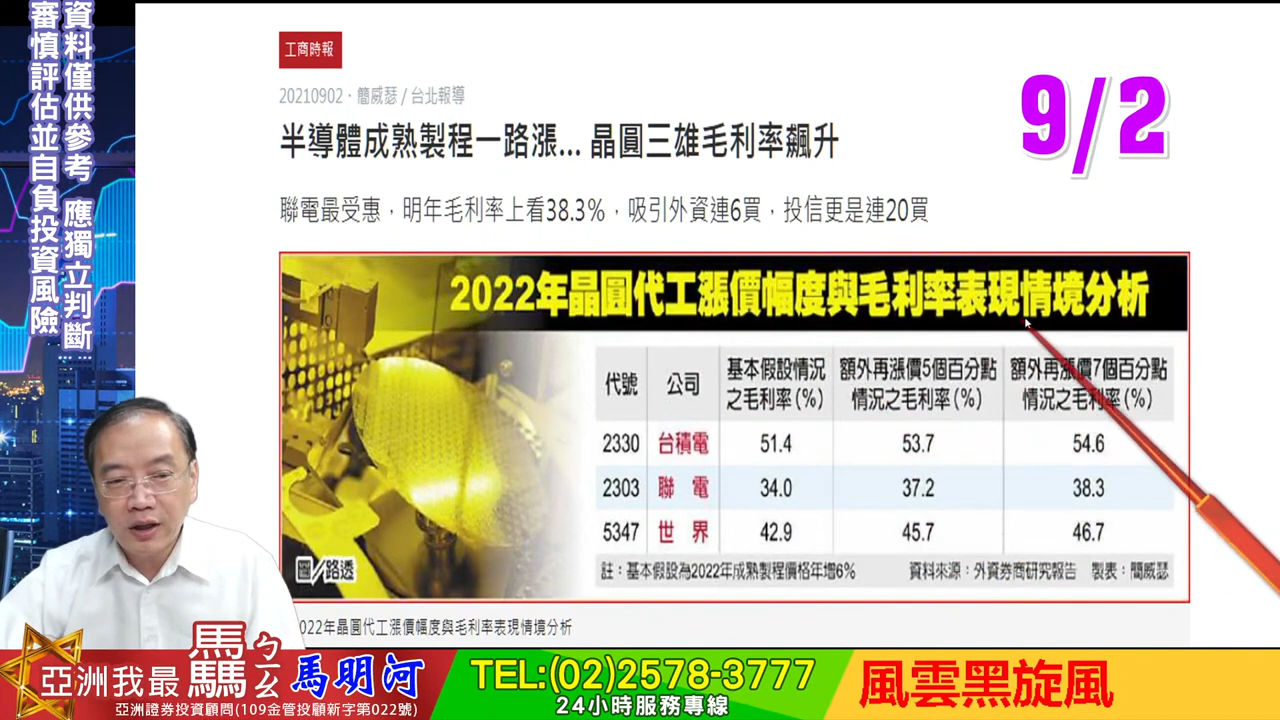 資料僅供參考 應獨立判斷
審慎評估並自負投資風險
工商時報
20210902・簡威瑟 / 台北報導
9/2
半導體成熟製程一路漲... 晶圓三雄毛利率飆升
聯電最受惠，明年毛利率上看38.3%，吸引外資連6買，投信更是連20買
2022年晶圓代工漲價幅度與毛利率表現情境分析
代號 公司 基本假設情況之毛利率(%) 額外再漲價5個百分點情況之毛利率(%) 額外再漲價7個百分點情況之毛利率(%)
2330 台積電 51.4 53.7 54.6
2303 聯電 34.0 37.2 38.3
5347 世界 42.9 45.7 46.7
註：基本假設為2022年成熟製程價格年增6% 資料來源：外資券商研究報告 製表：簡威瑟
圖／路透
022年晶圓代工漲價幅度與毛利率表現情境分析
亞洲我最驫ㄅㄧㄠ馬明河
亞洲證券投資顧問(109金管投顧新字第022號)
TEL:(02)2578-3777
24小時服務專線
風雲黑旋風